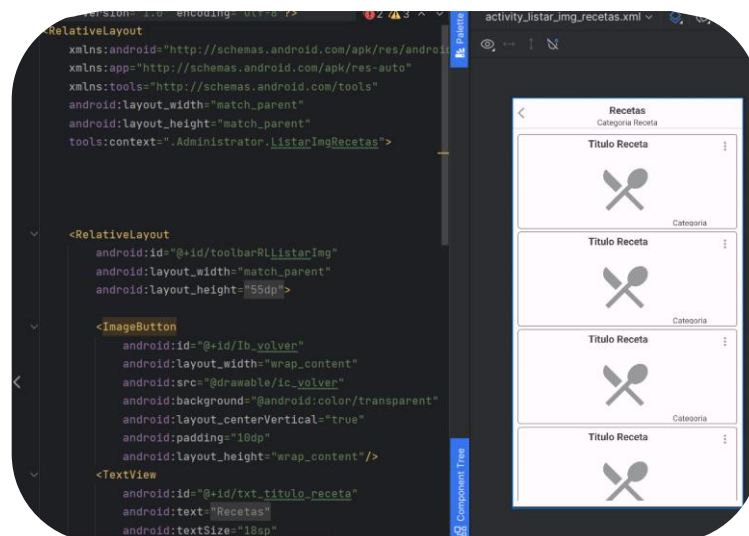 version="1.0" encoding="utf-8"?>
2 3
<RelativeLayout
xmlns:android="http://schemas.android.com/apk/res/androi
xmlns:app="http://schemas.android.com/apk/res-auto"
xmlns:tools="http://schemas.android.com/tools"
android:layout_width="match_parent"
android:layout_height="match_parent"
tools:context=".Administrator.ListarImgRecetas">
<RelativeLayout
android:id="@+id/toolbarRLListarImg"
android:layout_width="match_parent"
android:layout_height="55dp">
<ImageButton
android:id="@+id/Ib_volver"
android:layout_width="wrap_content"
android:src="@drawable/ic_volver"
android:background="@android:color/transparent"
android:layout_centerVertical="true"
android:padding="10dp"
android:layout_height="wrap_content"/>
<TextView
android:id="@+id/txt_titulo_receta"
android:text="Recetas"
android:textSize="18sp"
Palette
Component Tree
activity_listar_img_recetas.xml
Recetas
Categoria Receta
Titulo Receta
Categoria
Titulo Receta
Categoria
Titulo Receta
Categoria
Titulo Receta